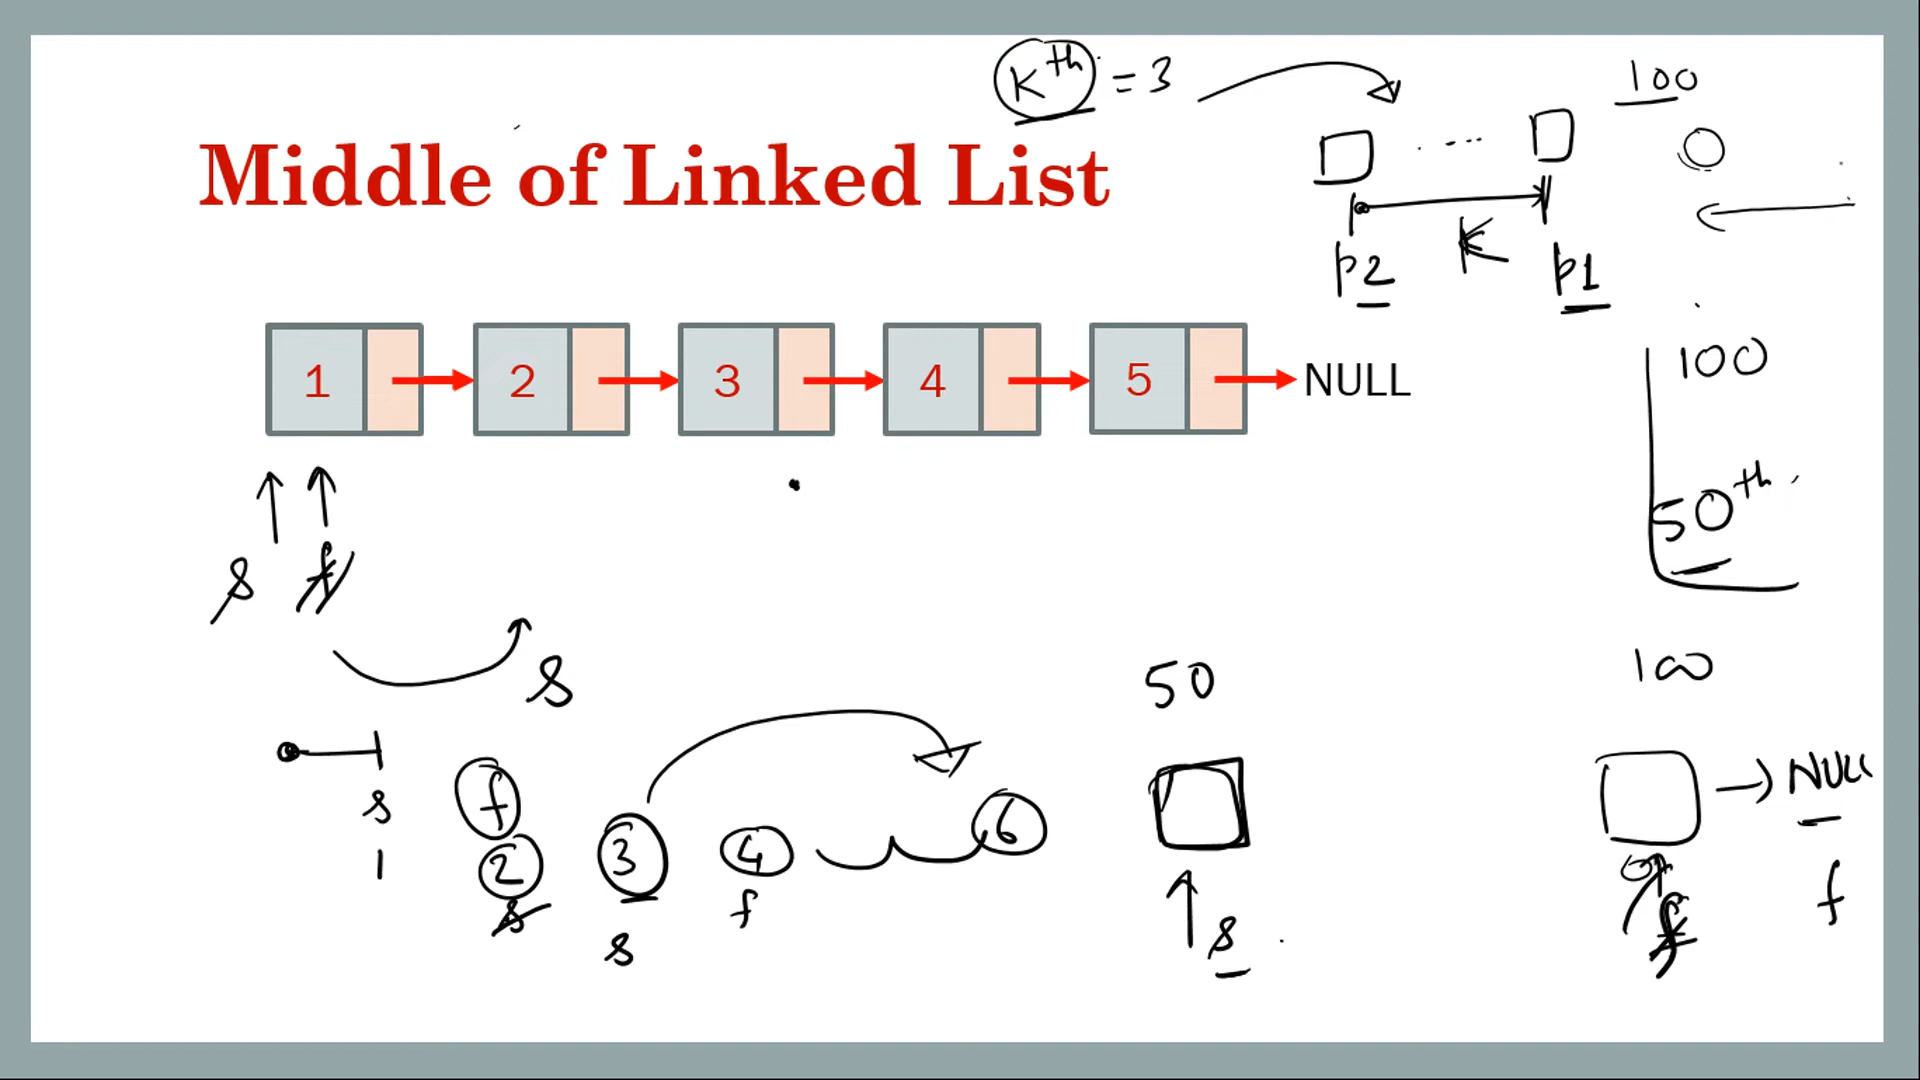 Kth = 3
100
Middle of Linked List
K
p2 p1
1 2 3 4 5 NULL
100
50th
s f
s
50
100
f
s
NULL
6
1 2 3 4
f
f
s
s
s
f